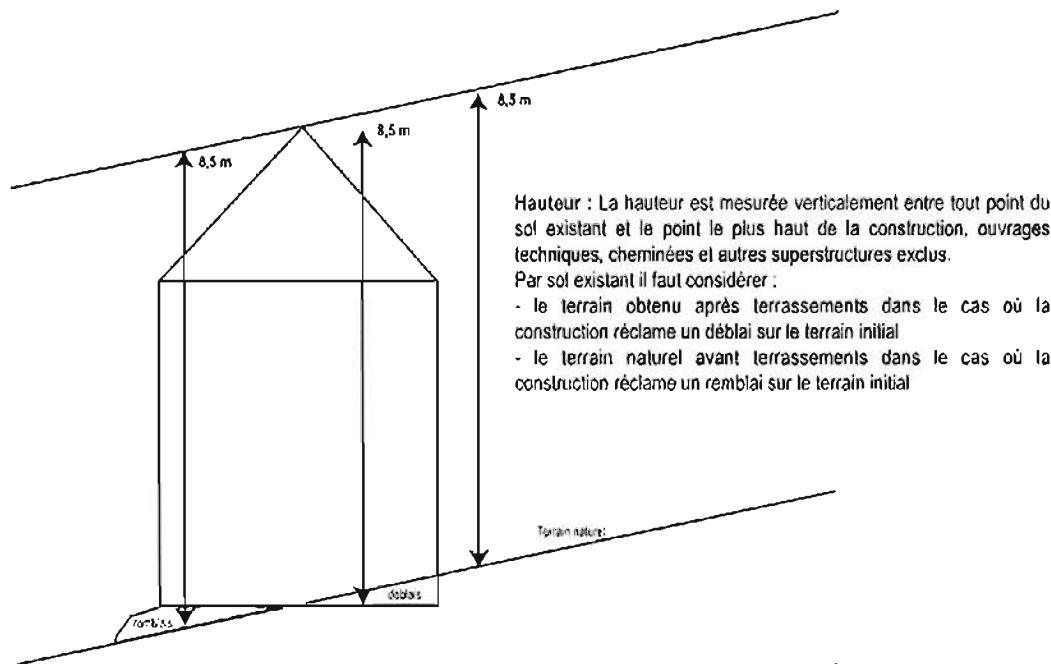 8,5 m
8,5 m
8,5 m
Hauteur : La hauteur est mesurée verticalement entre tout point du
sol existant et le point le plus haut de la construction, ouvrages
techniques, cheminées et autres superstructures exclus.
Par sol existant il faut considérer :
- le terrain obtenu après terrassements dans le cas où la
construction réclame un déblai sur le terrain initial
- le terrain naturel avant terrassements dans le cas où la
construction réclame un remblai sur le terrain initial
Terrain naturel
déblais
remblais